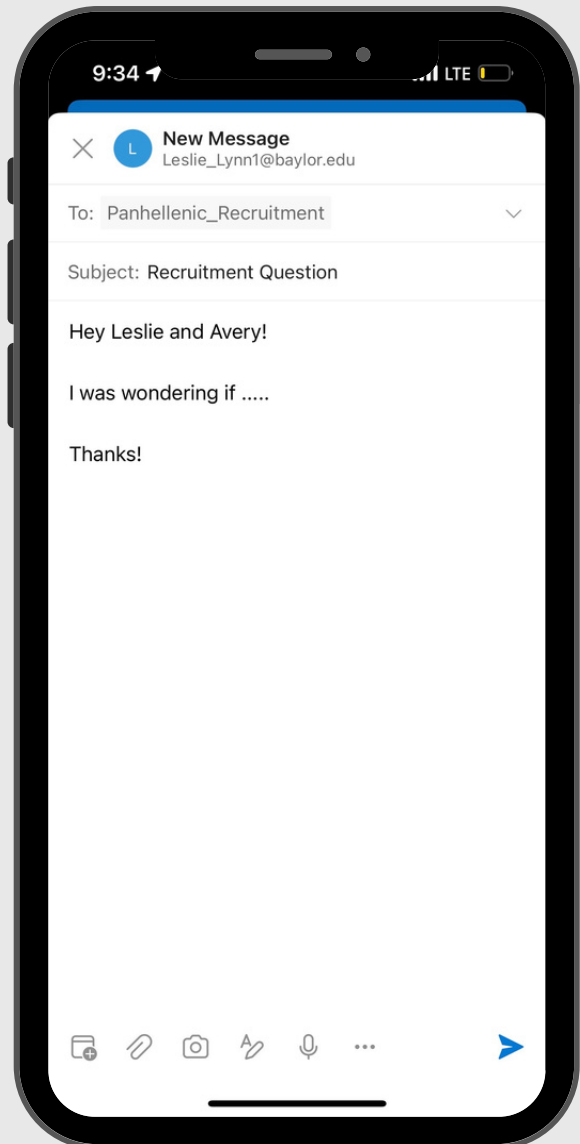 9:34 LTE
L
New Message
Leslie_Lynn1@baylor.edu
To: Panhellenic_Recruitment
Subject: Recruitment Question
Hey Leslie and Avery!
I was wondering if .....
Thanks!